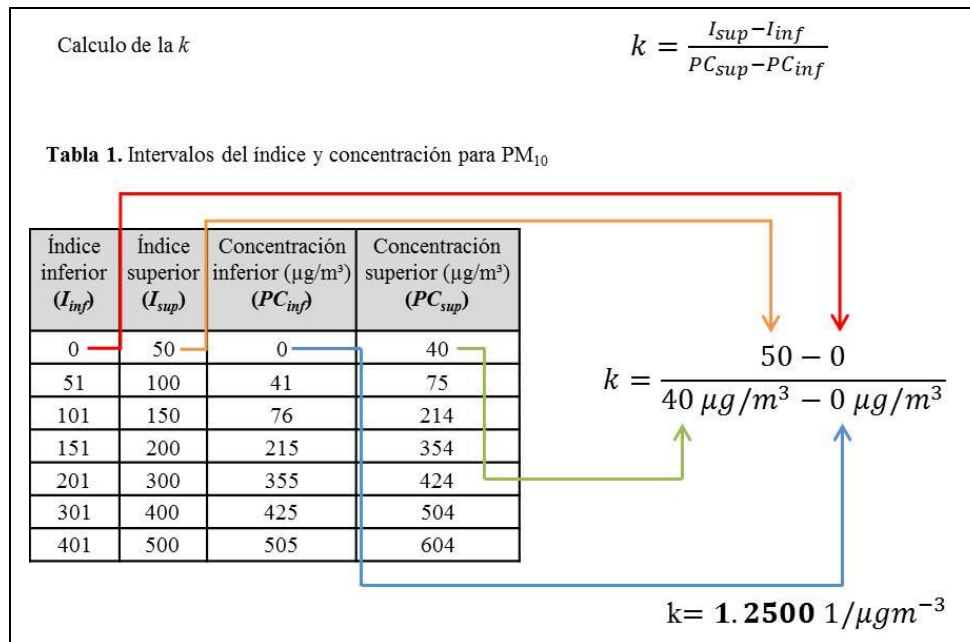 Calculo de la k
k = I_sup − I_inf / PC_sup − PC_inf
Tabla 1. Intervalos del índice y concentración para PM₁₀
Índice inferior (I_inf) Índice superior (I_sup) Concentración inferior (µg/m³) (PC_inf) Concentración superior (µg/m³) (PC_sup)
0 50 0 40
51 100 41 75
101 150 76 214
151 200 215 354
201 300 355 424
301 400 425 504
401 500 505 604
k = 50 − 0 / 40 µg/m³ − 0 µg/m³
k= 1.2500 1/µgm⁻³